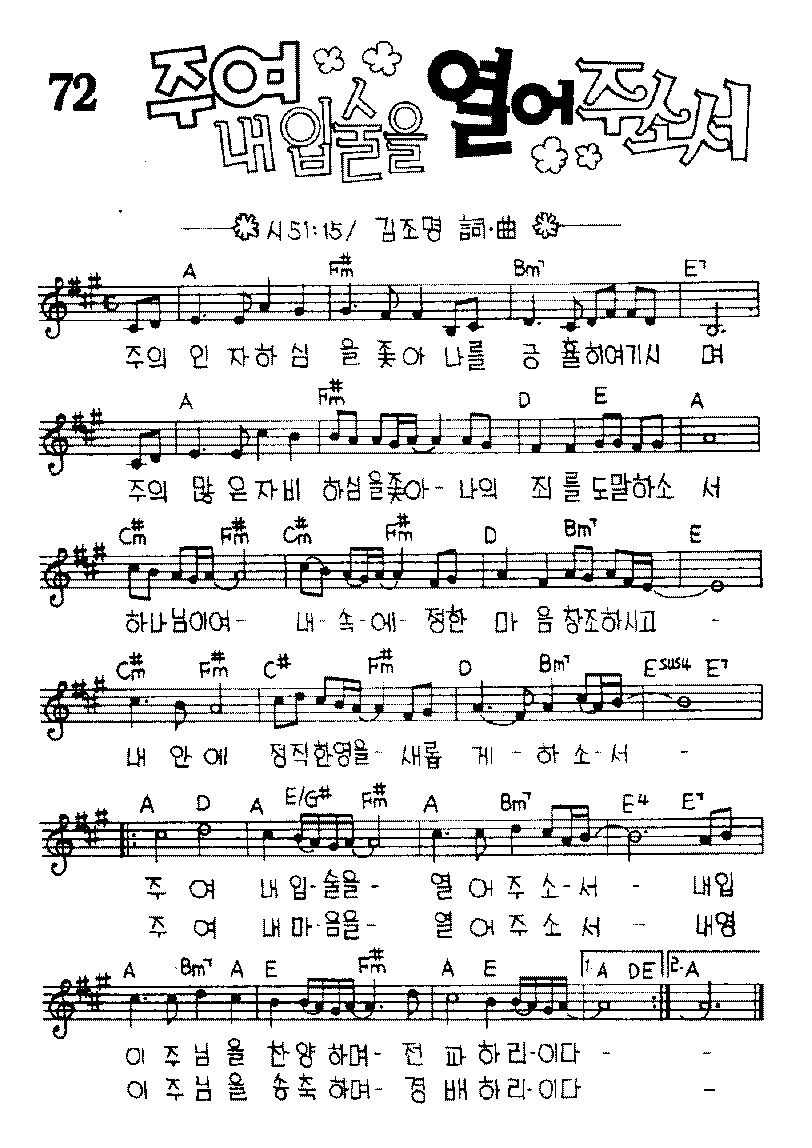 72 주여 내입술을 열어주소서
시51:15/ 김조명 詞·曲
A F#m Bm7 E7
주의 인 자하 심 을 좇아 나를 긍 휼히여기시 며
A F#m D E A
주의 많 은자비 하심을좇아- 나의 죄 를도말하소 서
C#m F#m C#m F#m D Bm7 E
하나님이여- 내- 속-에- 정한 마 음창조하시고 -
C#m F#m C# F#m D Bm7 Esus4 E7
내 안에 정직한영을- 새롭 게 - 하 소- 서 -
A D A E/G# F#m A Bm7 E4 E7
주 여 내 입-술을- 열 어 주 소-서- 내입
주 여 내 마-음을- 열 어주소 서 - 내영
A Bm7 A E F#m A E 1. A DE 2. A
이 주 님 을 찬양 하며- 전 파 하 리-이다 - -
이 주님을 송축 하며- 경 배하리-이다 -